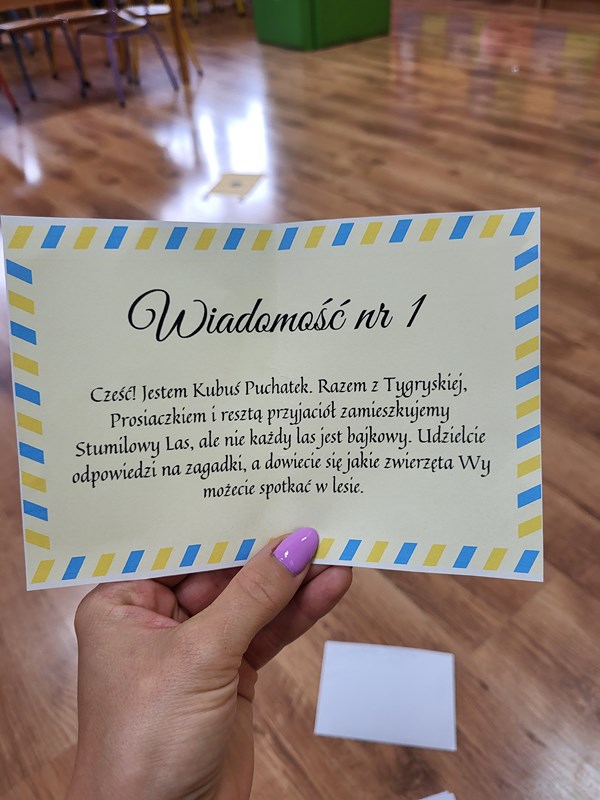 Wiadomość nr 1
Cześć! Jestem Kubuś Puchatek. Razem z Tygryskiej,
Prosiaczkiem i resztą przyjaciół zamieszkujemy
Stumilowy Las, ale nie każdy las jest bajkowy. Udzielcie
odpowiedzi na zagadki, a dowiecie się jakie zwierzęta Wy
możecie spotkać w lesie.